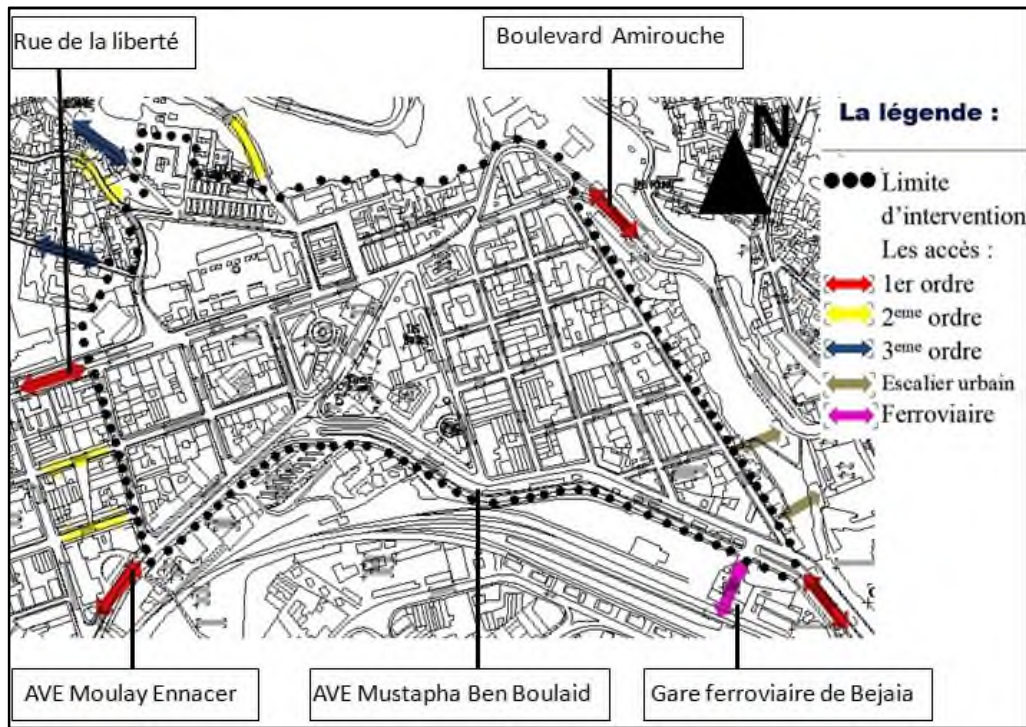 Rue de la liberté
Boulevard Amirouche
N
La légende :
Limite
d'intervention
Les accès :
1er ordre
2eme ordre
3eme ordre
Escalier urbain
Ferroviaire
AVE Moulay Ennacer
AVE Mustapha Ben Boulaid
Gare ferroviaire de Bejaia